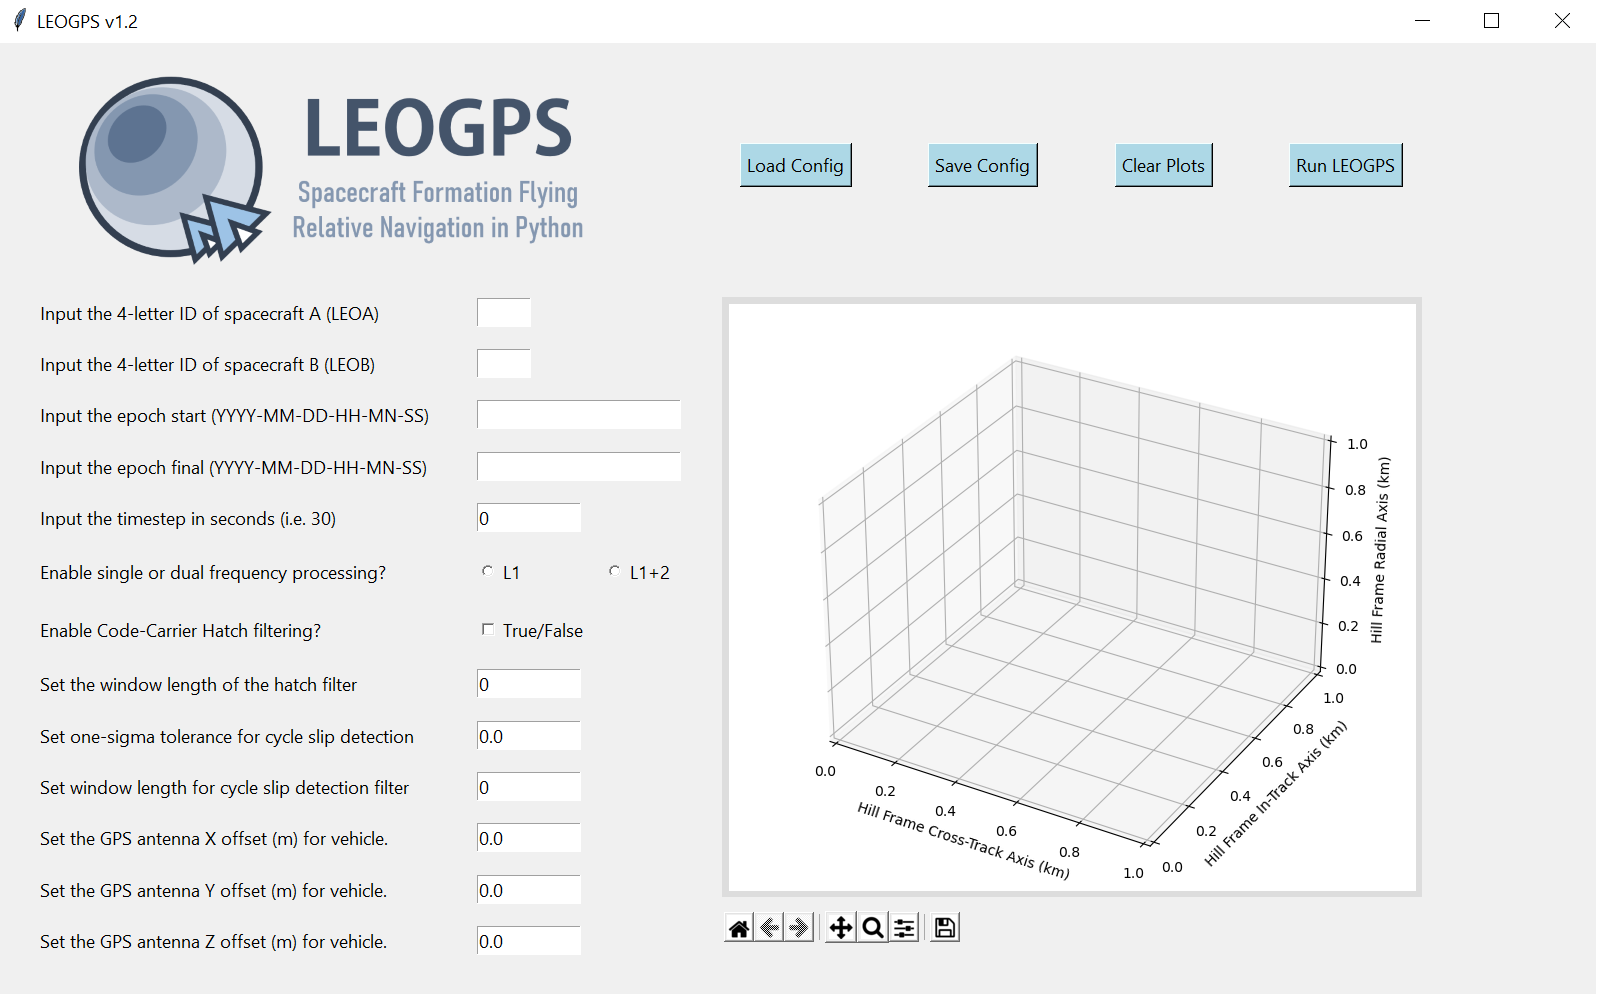 LEOGPS v1.2
LEOGPS
Spacecraft Formation Flying
Relative Navigation in Python
Load Config
Save Config
Clear Plots
Run LEOGPS
Input the 4-letter ID of spacecraft A (LEOA)
Input the 4-letter ID of spacecraft B (LEOB)
Input the epoch start (YYYY-MM-DD-HH-MN-SS)
Input the epoch final (YYYY-MM-DD-HH-MN-SS)
Input the timestep in seconds (i.e. 30)
0
Enable single or dual frequency processing?
L1
L1+2
Enable Code-Carrier Hatch filtering?
True/False
Set the window length of the hatch filter
0
Set one-sigma tolerance for cycle slip detection
0.0
Set window length for cycle slip detection filter
0
Set the GPS antenna X offset (m) for vehicle.
0.0
Set the GPS antenna Y offset (m) for vehicle.
0.0
Set the GPS antenna Z offset (m) for vehicle.
0.0
1.0
0.8
0.6
0.4
0.2
0.0
Hill Frame Radial Axis (km)
1.0
0.8
0.6
0.4
0.2
0.0
Hill Frame In-Track Axis (km)
0.0
0.2
0.4
0.6
0.8
1.0
Hill Frame Cross-Track Axis (km)